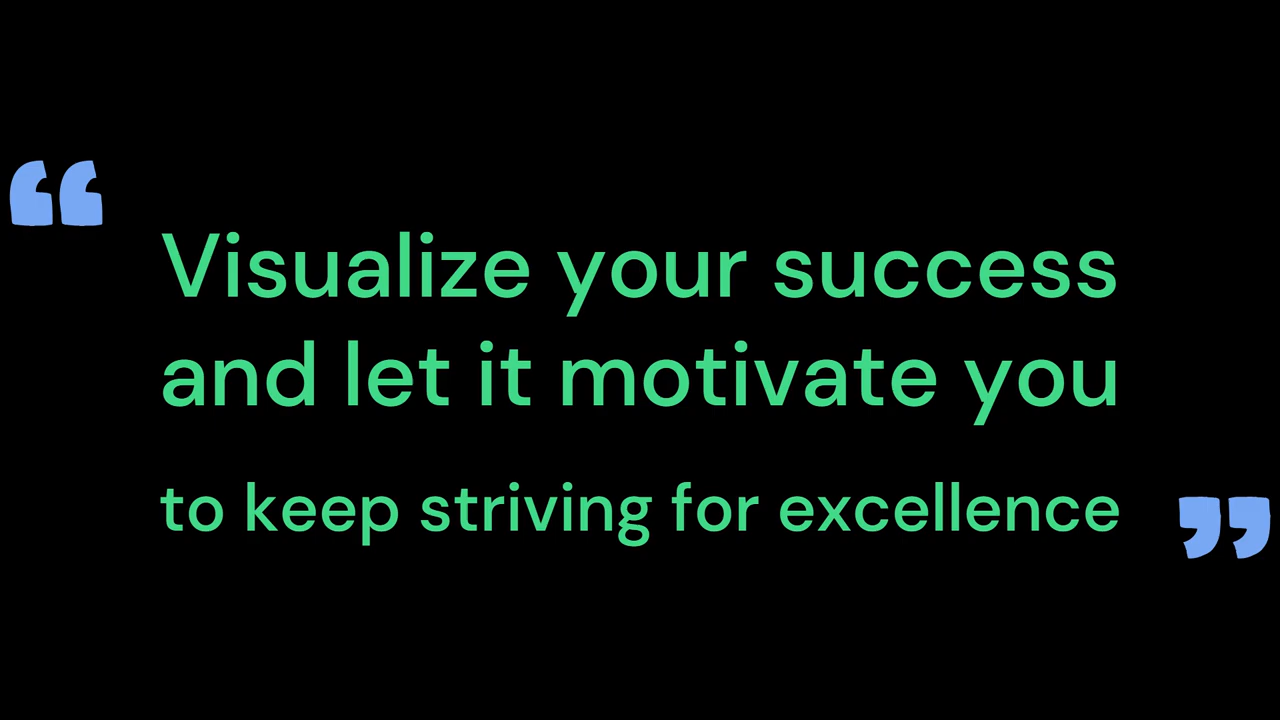 “
Visualize your success
and let it motivate you
to keep striving for excellence
”